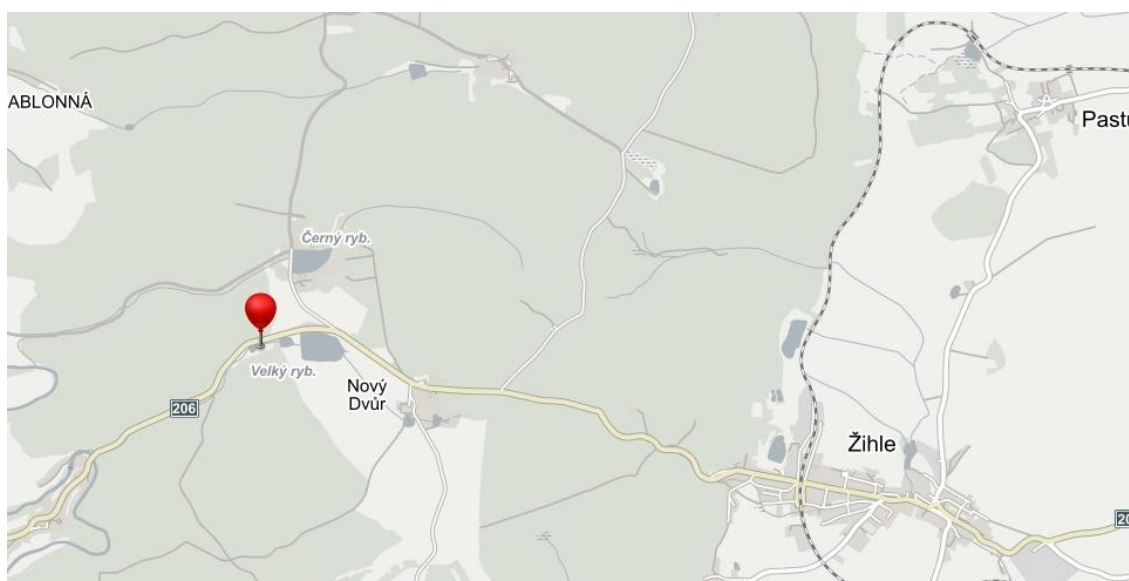 ABLONNÁ
Pastu
Černý ryb.
Velký ryb.
Nový
Dvůr
206
Žihle
20